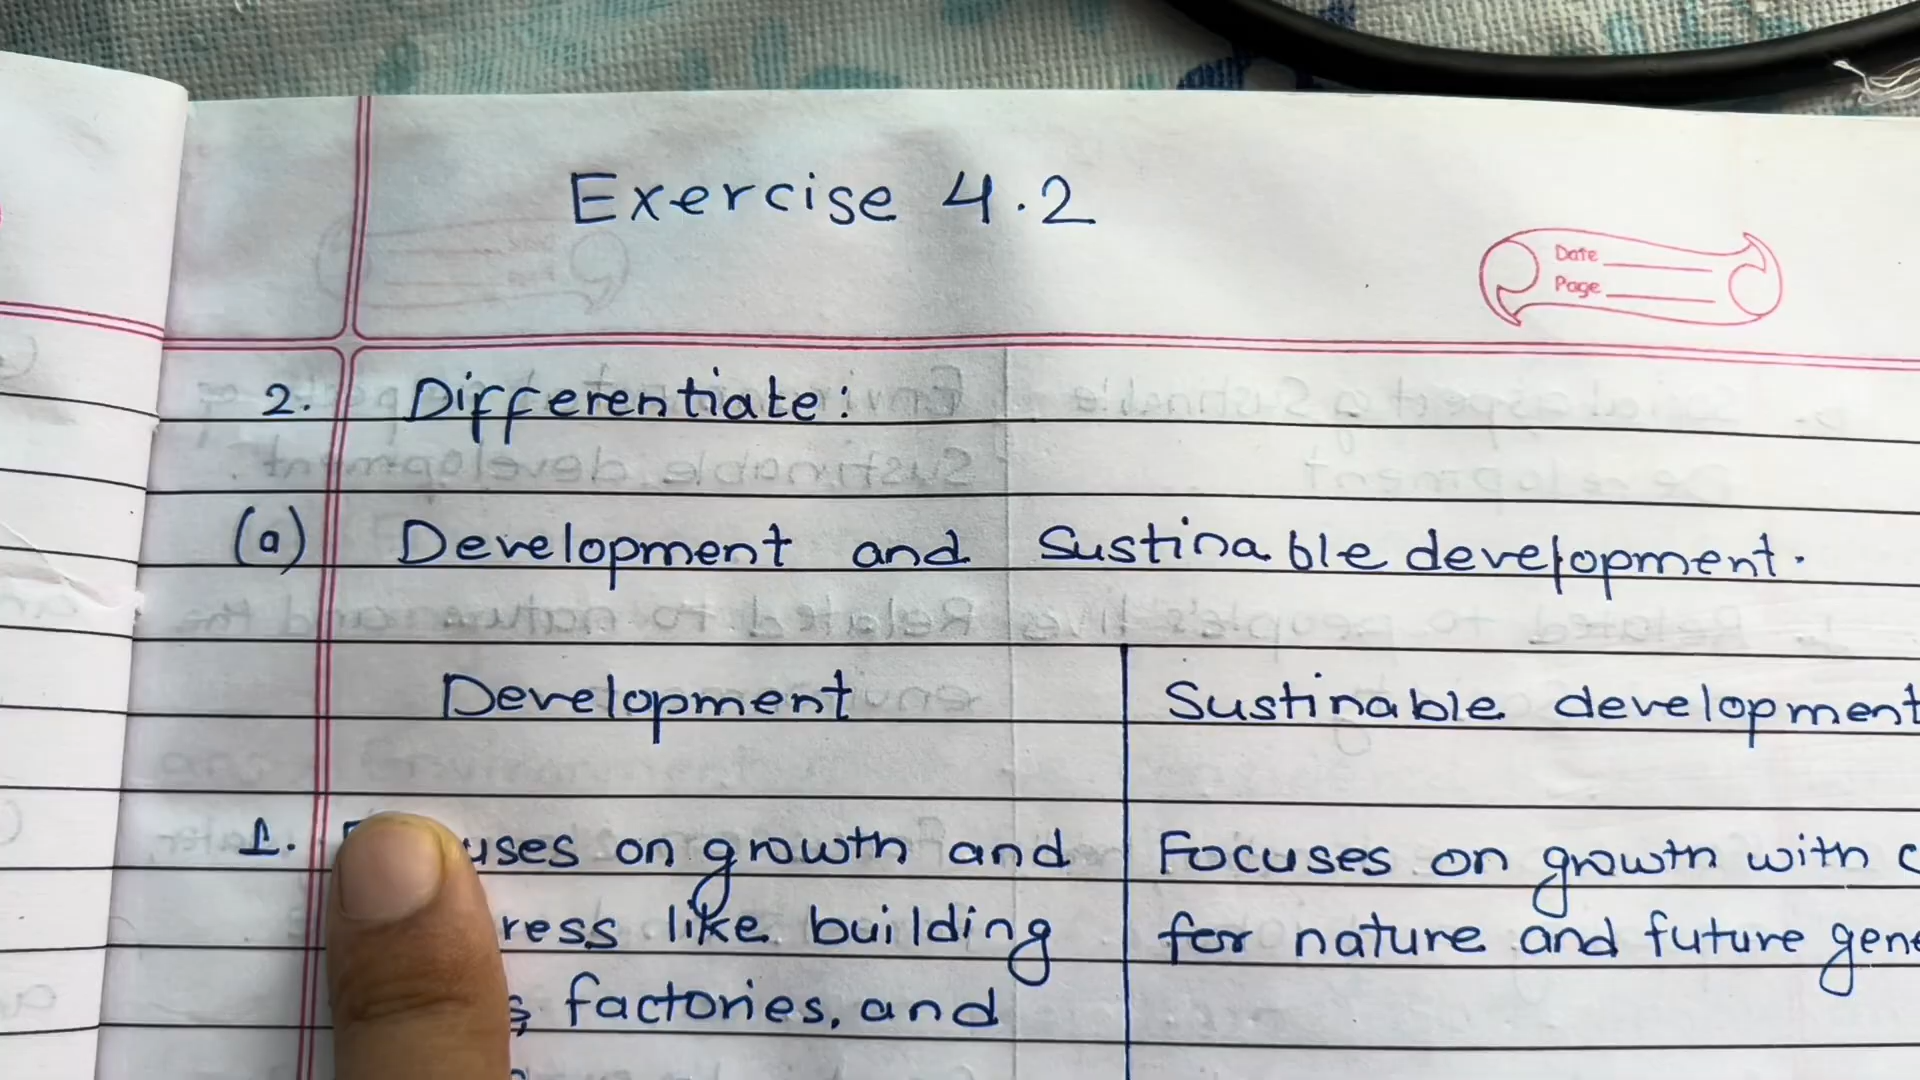 Exercise 4.2
Date
Page
2. Differentiate:
(a) Development and Sustinable development.
Development
Sustinable development
1. uses on growth and
ress like building
factories, and
Focuses on growth with
for nature and future gene